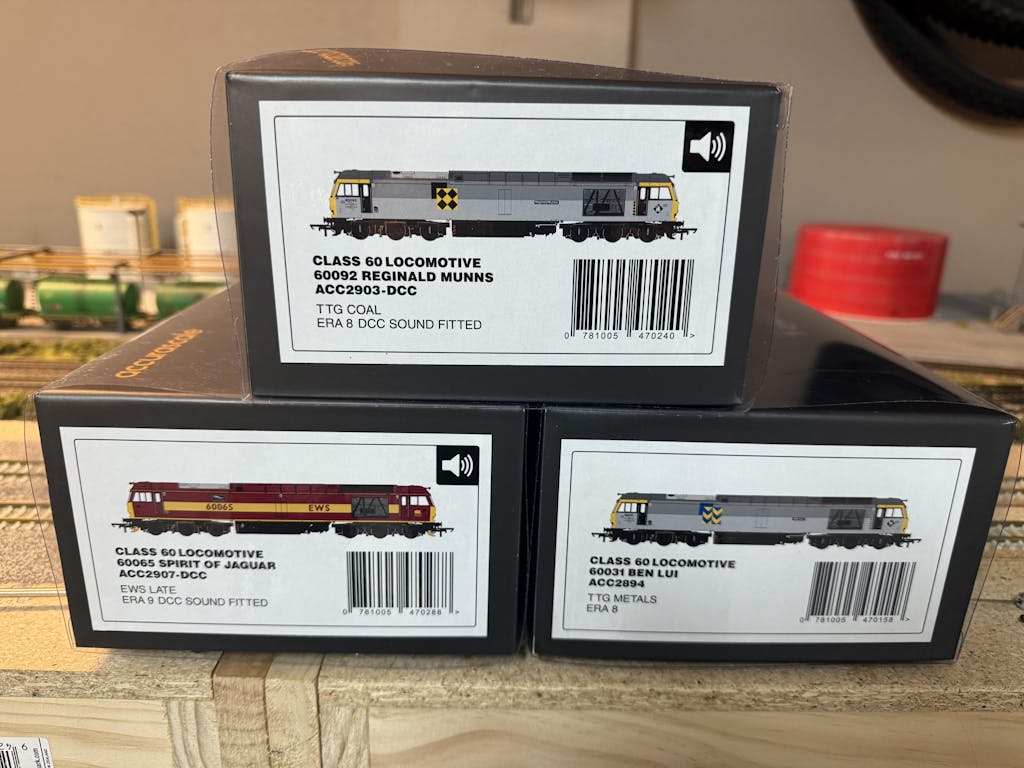 CLASS 60 LOCOMOTIVE
60092 REGINALD MUNNS
ACC2903-DCC
TTG COAL
ERA 8 DCC SOUND FITTED
0 781005 470240 >
accurascale
60065 EWS
CLASS 60 LOCOMOTIVE
60065 SPIRIT OF JAGUAR
ACC2907-DCC
EWS LATE
ERA 9 DCC SOUND FITTED
0 781005 470288 >
CLASS 60 LOCOMOTIVE
60031 BEN LUI
ACC2894
TTG METALS
ERA 8
0 781005 470158 >